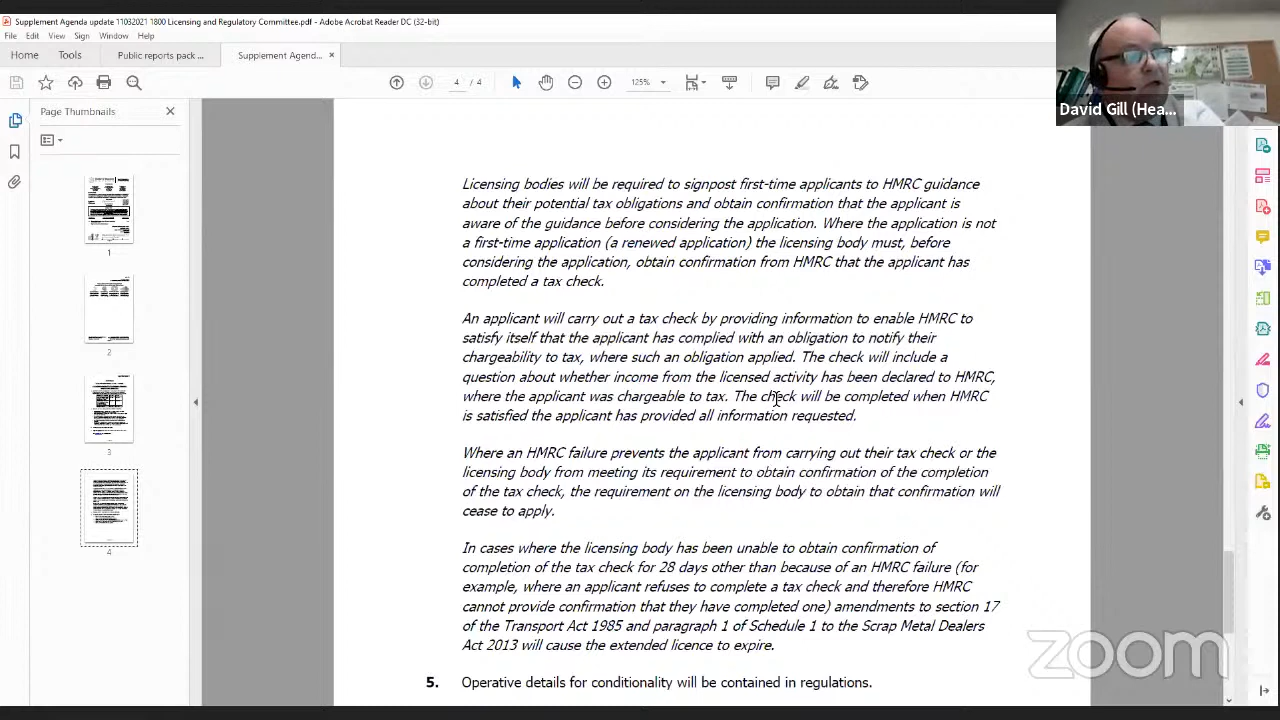 Supplement Agenda update 11032021 1800 Licensing and Regulatory Committee.pdf - Adobe Acrobat Reader DC (32-bit)
File Edit View Sign Window Help
Home Tools Public reports pack ... Supplement Agend... ×
4 / 4 125%
David Gill (Hea...
Page Thumbnails
1
2
3
4
Licensing bodies will be required to signpost first-time applicants to HMRC guidance
about their potential tax obligations and obtain confirmation that the applicant is
aware of the guidance before considering the application. Where the application is not
a first-time application (a renewed application) the licensing body must, before
considering the application, obtain confirmation from HMRC that the applicant has
completed a tax check.
An applicant will carry out a tax check by providing information to enable HMRC to
satisfy itself that the applicant has complied with an obligation to notify their
chargeability to tax, where such an obligation applied. The check will include a
question about whether income from the licensed activity has been declared to HMRC,
where the applicant was chargeable to tax. The check will be completed when HMRC
is satisfied the applicant has provided all information requested.
Where an HMRC failure prevents the applicant from carrying out their tax check or the
licensing body from meeting its requirement to obtain confirmation of the completion
of the tax check, the requirement on the licensing body to obtain that confirmation will
cease to apply.
In cases where the licensing body has been unable to obtain confirmation of
completion of the tax check for 28 days other than because of an HMRC failure (for
example, where an applicant refuses to complete a tax check and therefore HMRC
cannot provide confirmation that they have completed one) amendments to section 17
of the Transport Act 1985 and paragraph 1 of Schedule 1 to the Scrap Metal Dealers
Act 2013 will cause the extended licence to expire.
5. Operative details for conditionality will be contained in regulations.
zoom